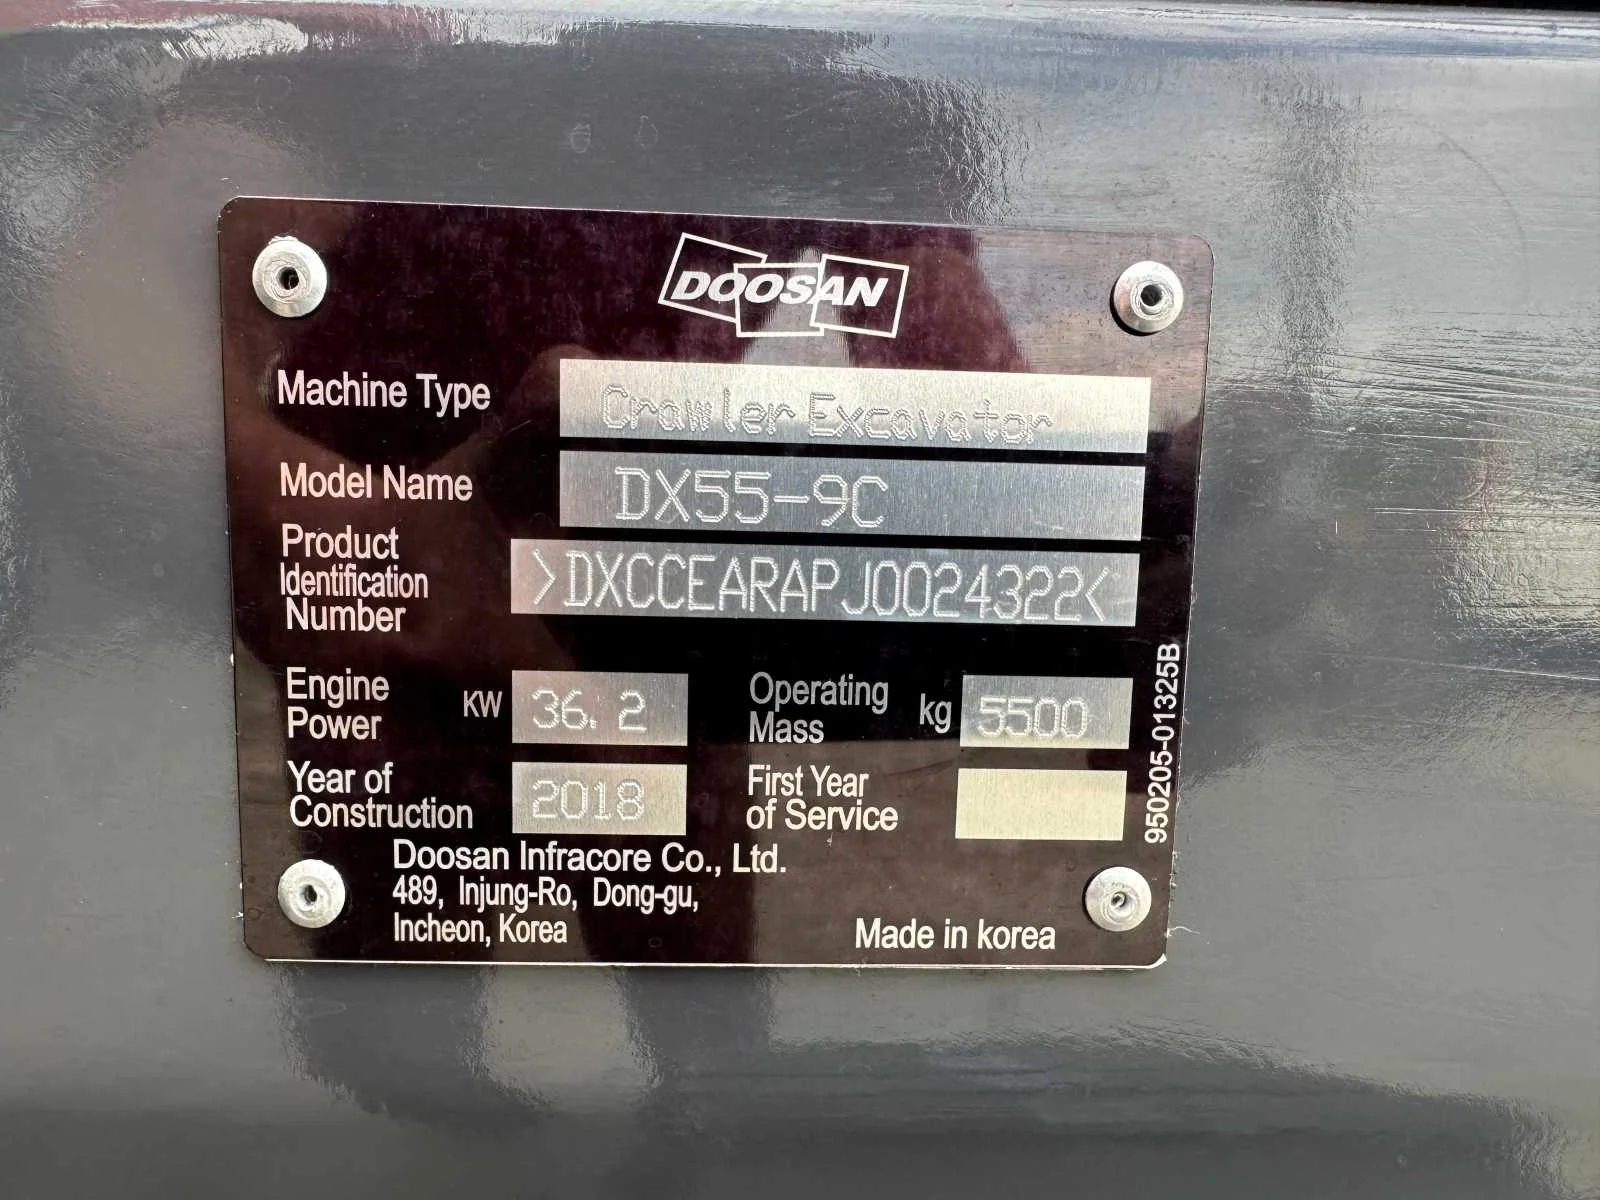 DOOSAN
Machine Type Crawler Excavator
Model Name DX55-9C
Product
Identification
Number >DXCCEARAPJ0024322<
Engine
Power KW 36.2
Operating
Mass kg 5500
Year of
Construction 2018
First Year
of Service
Doosan Infracore Co., Ltd.
489, Injung-Ro, Dong-gu,
Incheon, Korea
Made in korea
950205-01325B